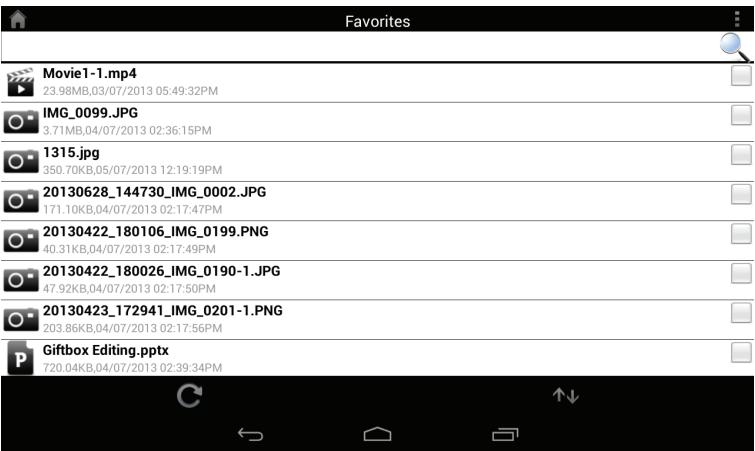 Favorites
Movie1-1.mp4
23.98MB,03/07/2013 05:49:32PM
IMG_0099.JPG
3.71MB,04/07/2013 02:36:15PM
1315.jpg
350.70KB,05/07/2013 12:19:19PM
20130628_144730_IMG_0002.JPG
171.10KB,04/07/2013 02:17:47PM
20130422_180106_IMG_0199.PNG
40.31KB,04/07/2013 02:17:49PM
20130422_180026_IMG_0190-1.JPG
47.92KB,04/07/2013 02:17:50PM
20130423_172941_IMG_0201-1.PNG
203.86KB,04/07/2013 02:17:56PM
P
Giftbox Editing.pptx
720.04KB,04/07/2013 02:39:34PM